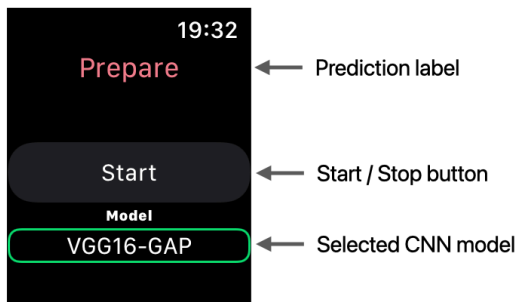 19:32
Prepare
Prediction label
Start
Start / Stop button
Model
VGG16-GAP
Selected CNN model